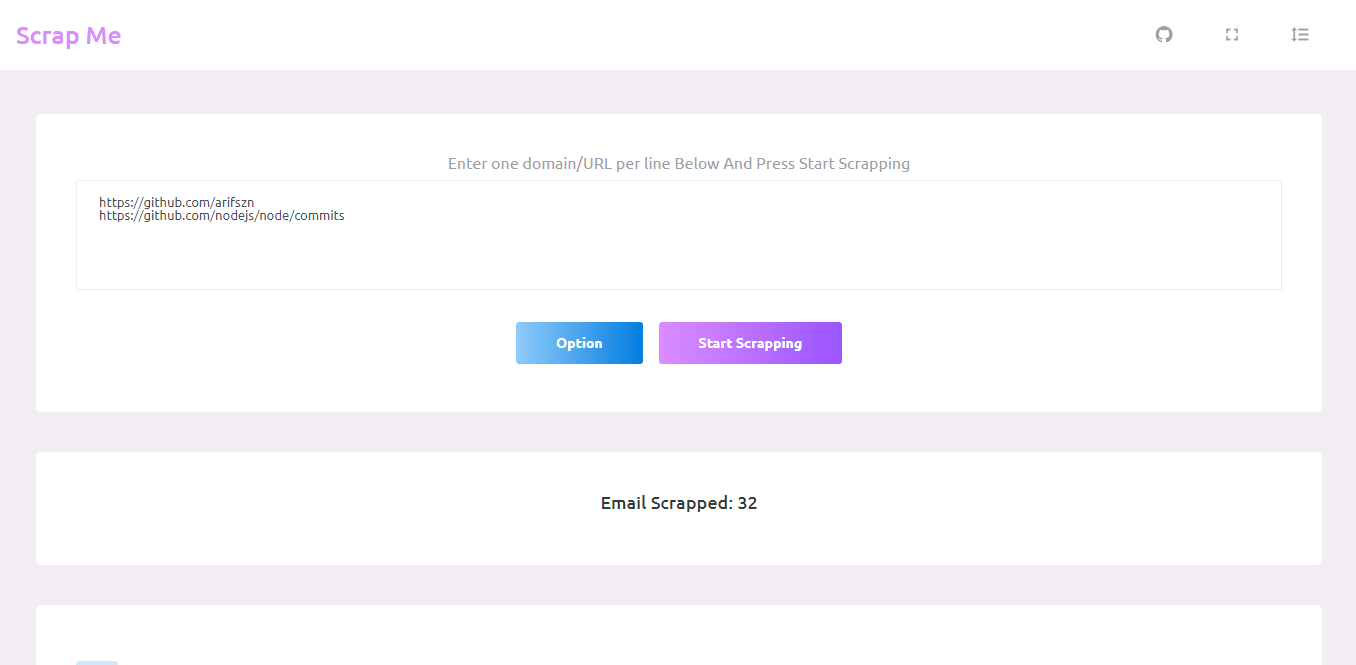 Scrap Me
Enter one domain/URL per line Below And Press Start Scrapping
https://github.com/arifszn
https://github.com/nodejs/node/commits
Option
Start Scrapping
Email Scrapped: 32